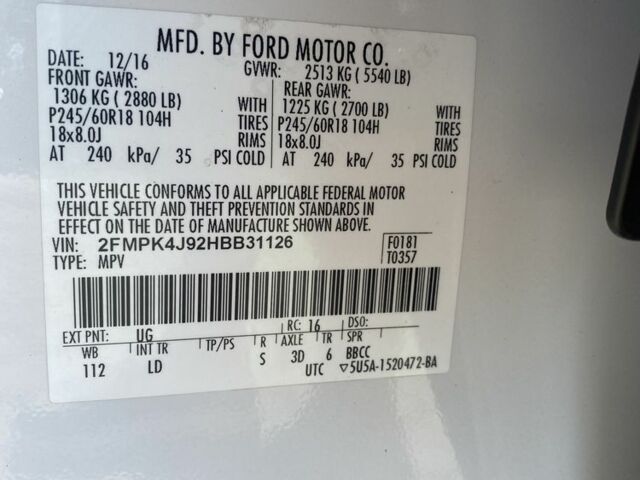 MFD. BY FORD MOTOR CO.
DATE: 12/16 GVWR: 2513 KG ( 5540 LB)
FRONT GAWR: REAR GAWR:
1306 KG ( 2880 LB) 1225 KG ( 2700 LB)
P245/60R18 104H TIRES P245/60R18 104H TIRES
18x8.0J RIMS 18x8.0J RIMS
AT 240 kPa/ 35 PSI COLD AT 240 kPa/ 35 PSI COLD
THIS VEHICLE CONFORMS TO ALL APPLICABLE FEDERAL MOTOR
VEHICLE SAFETY AND THEFT PREVENTION STANDARDS IN
EFFECT ON THE DATE OF MANUFACTURE SHOWN ABOVE.
VIN: 2FMPK4J92HBB31126 F0181
TYPE: MPV T0357
EXT PNT: UG RC: 16 DSO:
WB INT TR TP/PS R AXLE TR SPR
112 LD S 3D 6 BBCC
UTC ▽5U5A-1520472-BA